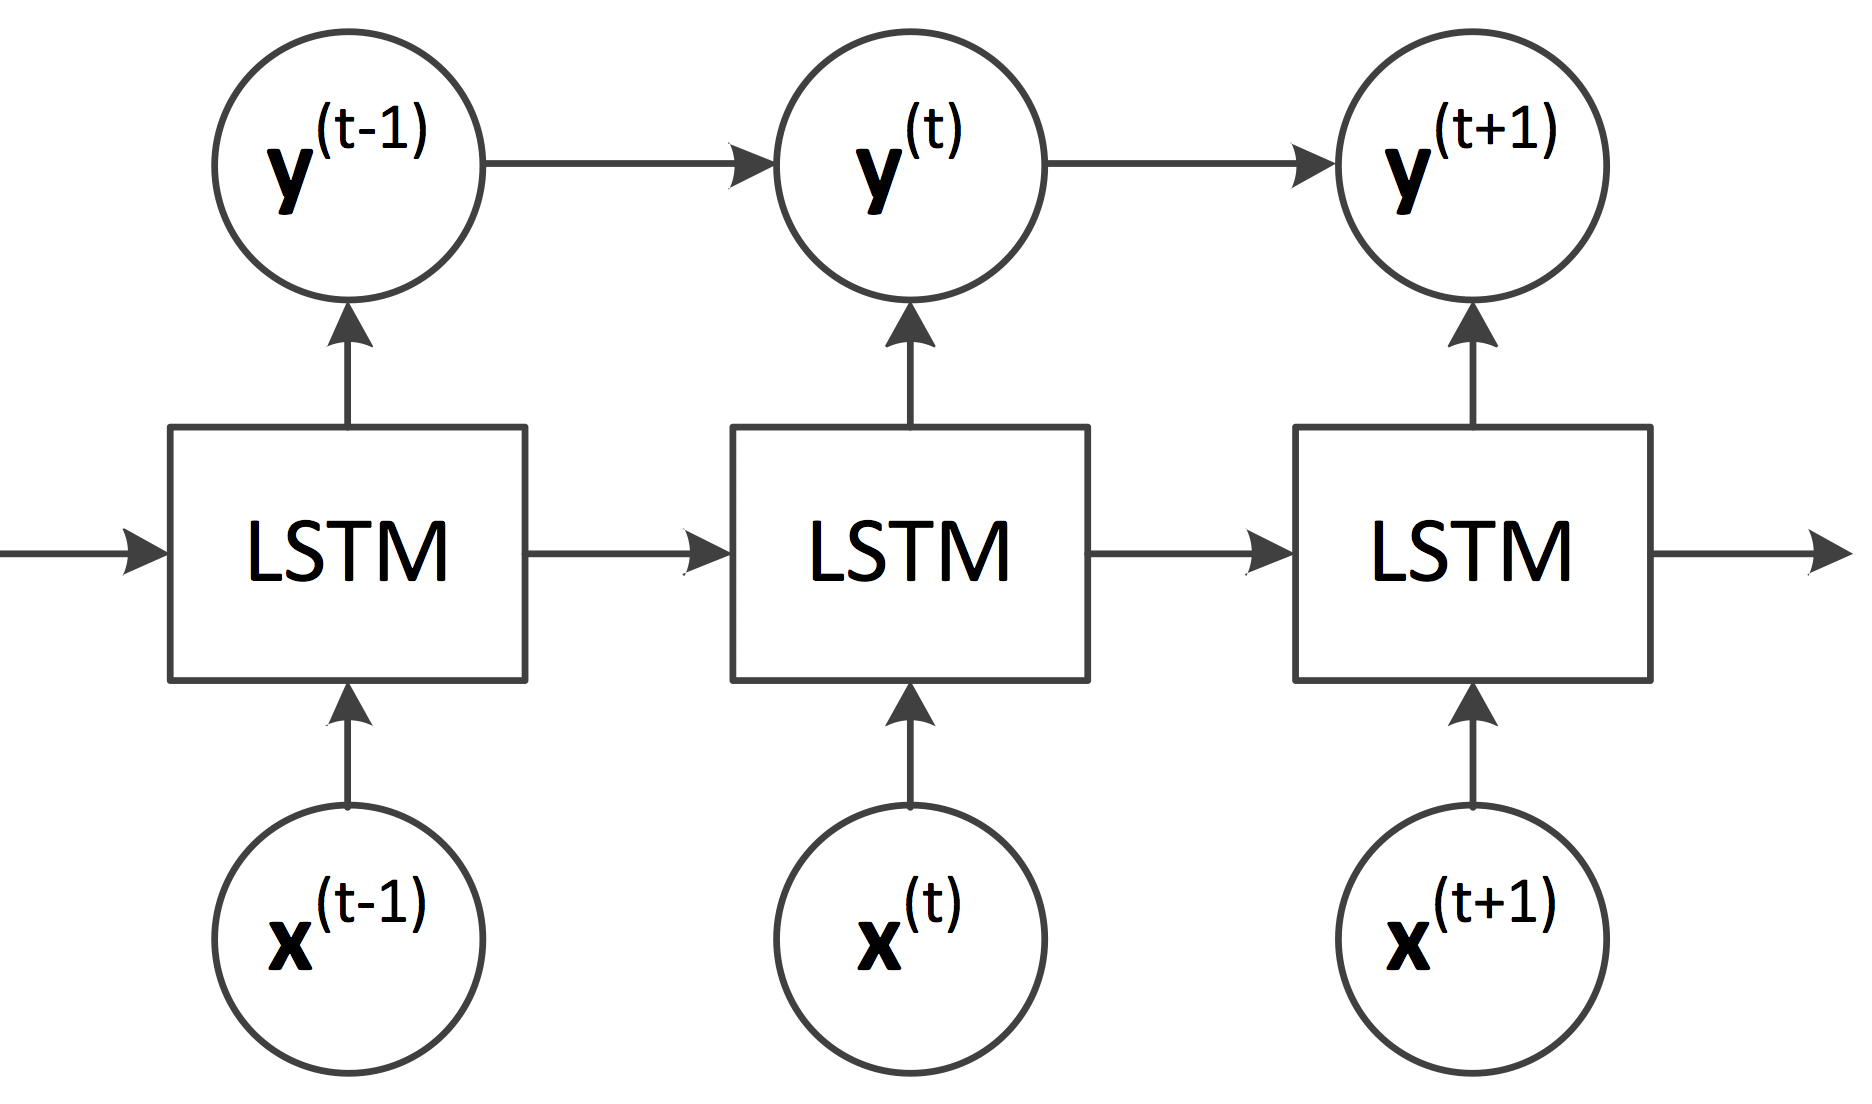 y(t-1) y(t) y(t+1)
LSTM LSTM LSTM
x(t-1) x(t) x(t+1)